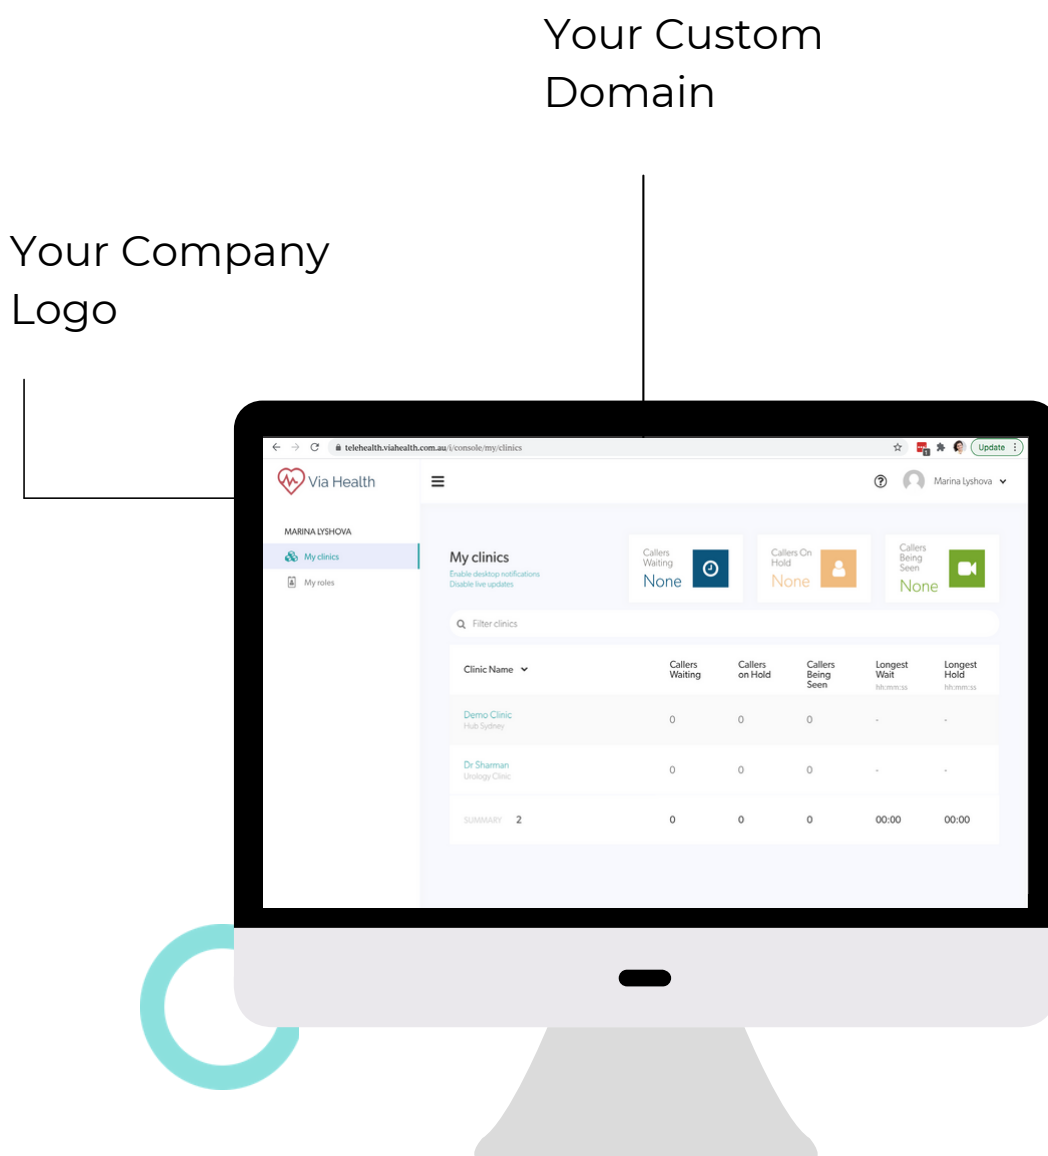 Your Custom
Domain
Your Company
Logo
telehealth.viahealth.com.au/i/console/my/clinics
1
Update
Via Health
Marina Lyshova
MARINA LYSHOVA
My clinics
My roles
My clinics
Enable desktop notifications
Disable live updates
Callers
Waiting
None
Callers On
Hold
None
Callers
Being
Seen
None
Filter clinics
Clinic Name
Callers
Waiting
Callers
on Hold
Callers
Being
Seen
Longest
Wait
hh:mm:ss
Longest
Hold
hh:mm:ss
Demo Clinic
Hub Sydney
0 0 0 - -
Dr Sharman
Urology Clinic
0 0 0 - -
SUMMARY 2 0 0 0 00:00 00:00